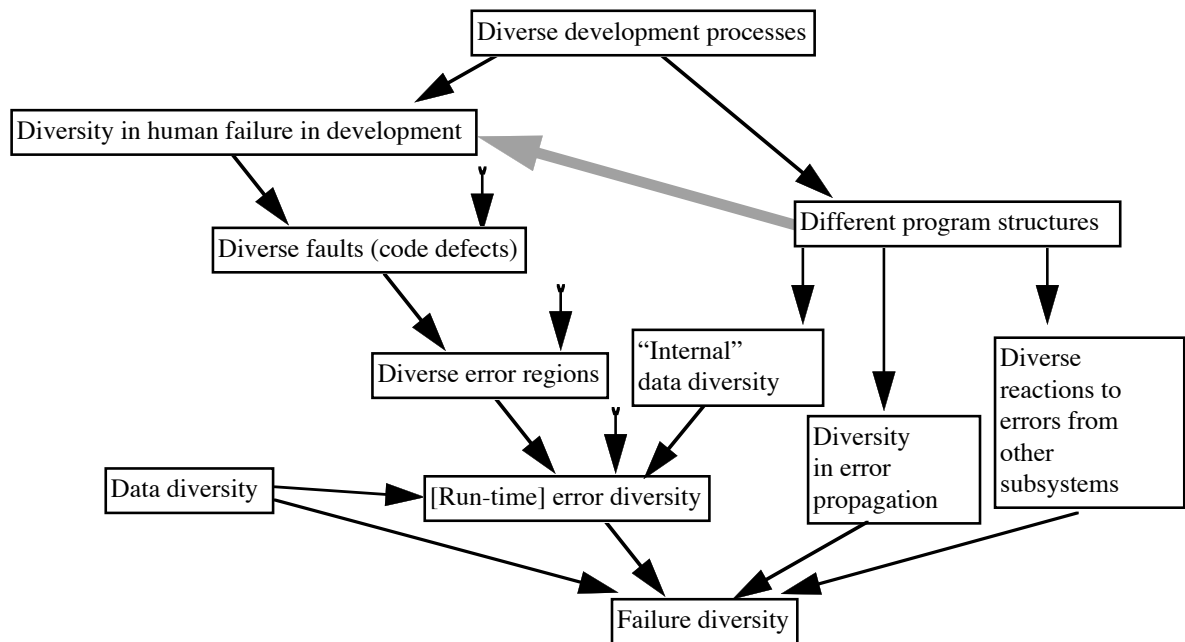 Diverse development processes
Diversity in human failure in development
Different program structures
Diverse faults (code defects)
“Internal”
data diversity
Diverse error regions
Diverse
reactions to
errors from
other
subsystems
Diversity
in error
propagation
Data diversity
[Run-time] error diversity
Failure diversity